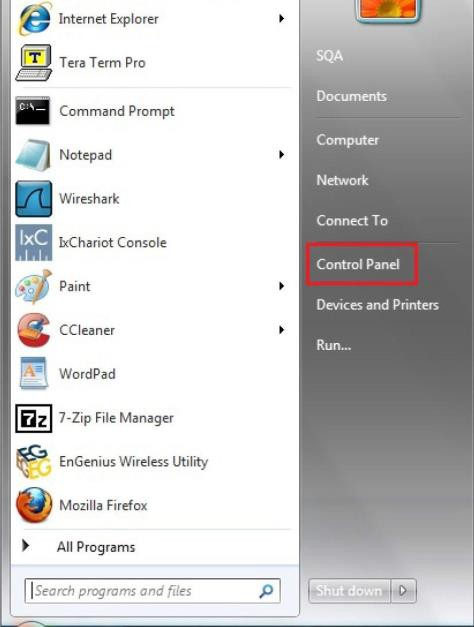 Internet Explorer
Tera Term Pro
Command Prompt
Notepad
Wireshark
IxC
IxChariot Console
Paint
CCleaner
WordPad
7z
7-Zip File Manager
EnGenius Wireless Utility
Mozilla Firefox
All Programs
Search programs and files
SQA
Documents
Computer
Network
Connect To
Control Panel
Devices and Printers
Run...
Shut down